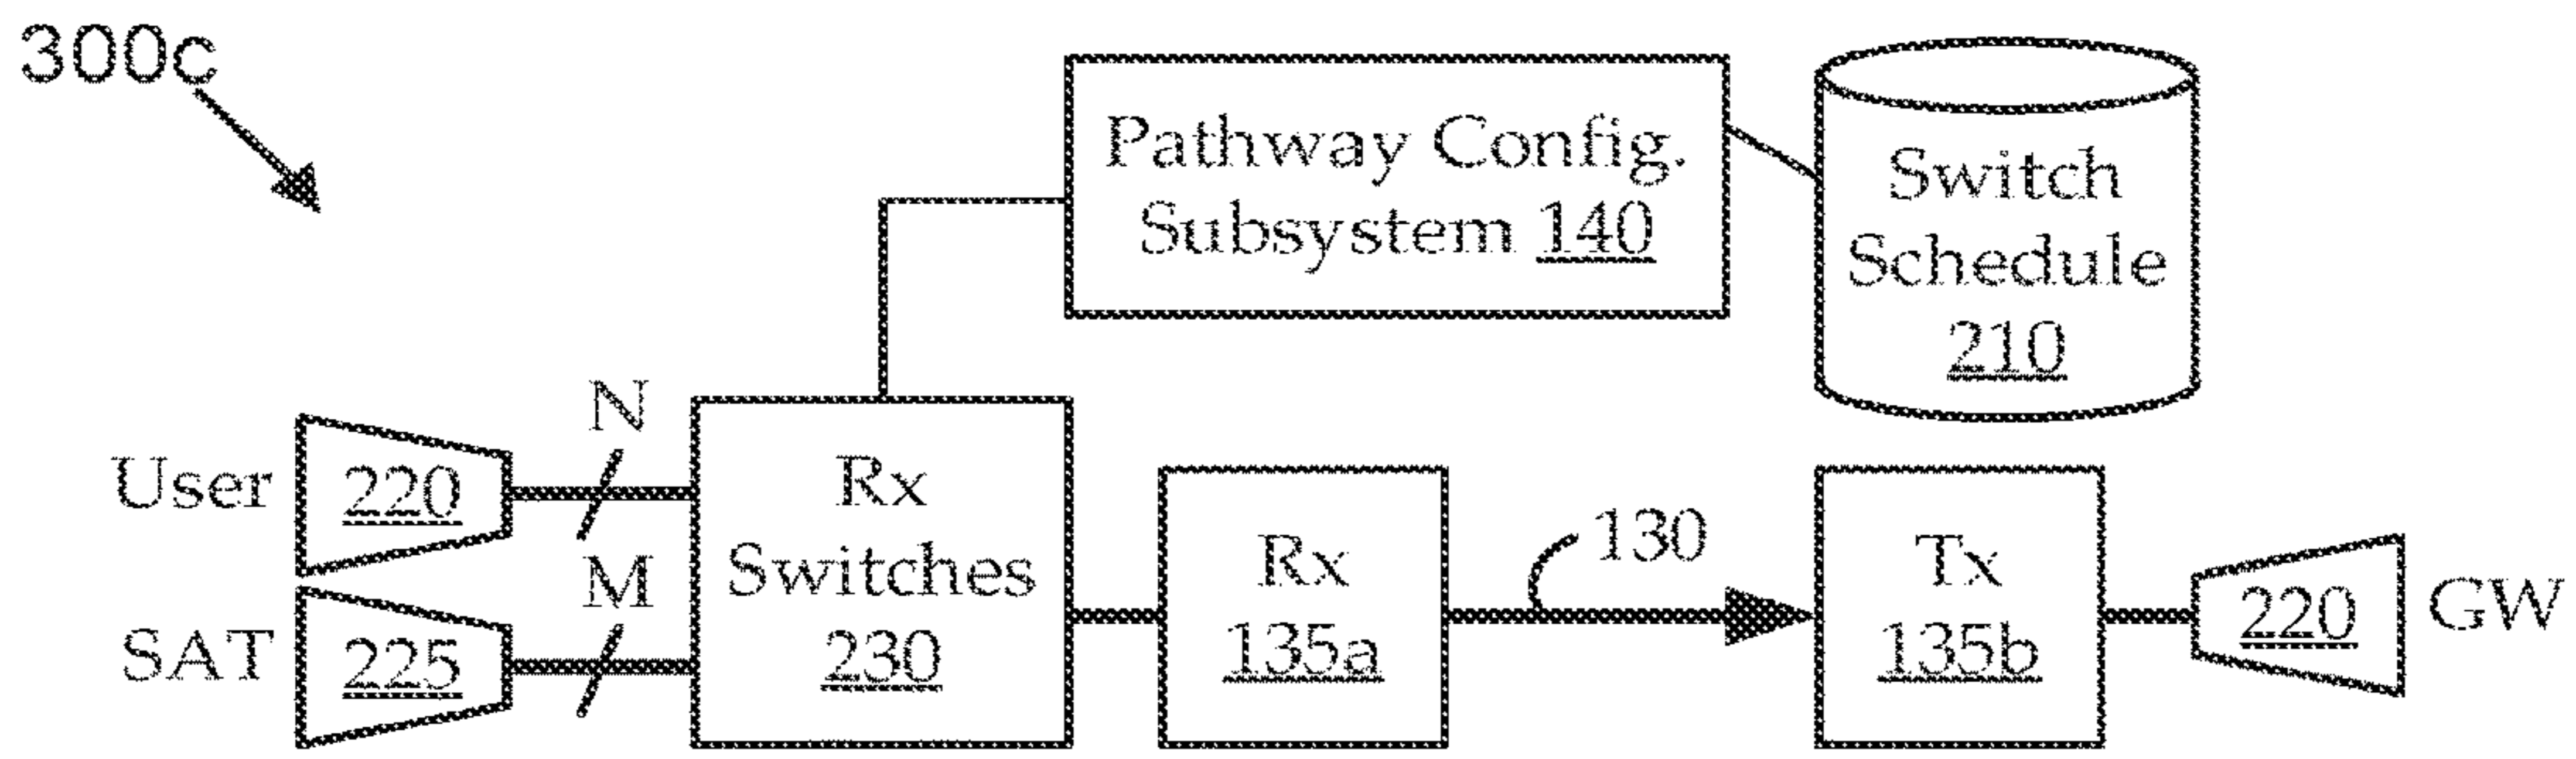 300c
Pathway Config.
Subsystem 140
Switch
Schedule
210
N
User
220
M
SAT
225
Rx
Switches
230
Rx
135a
130
Tx
135b
220
GW